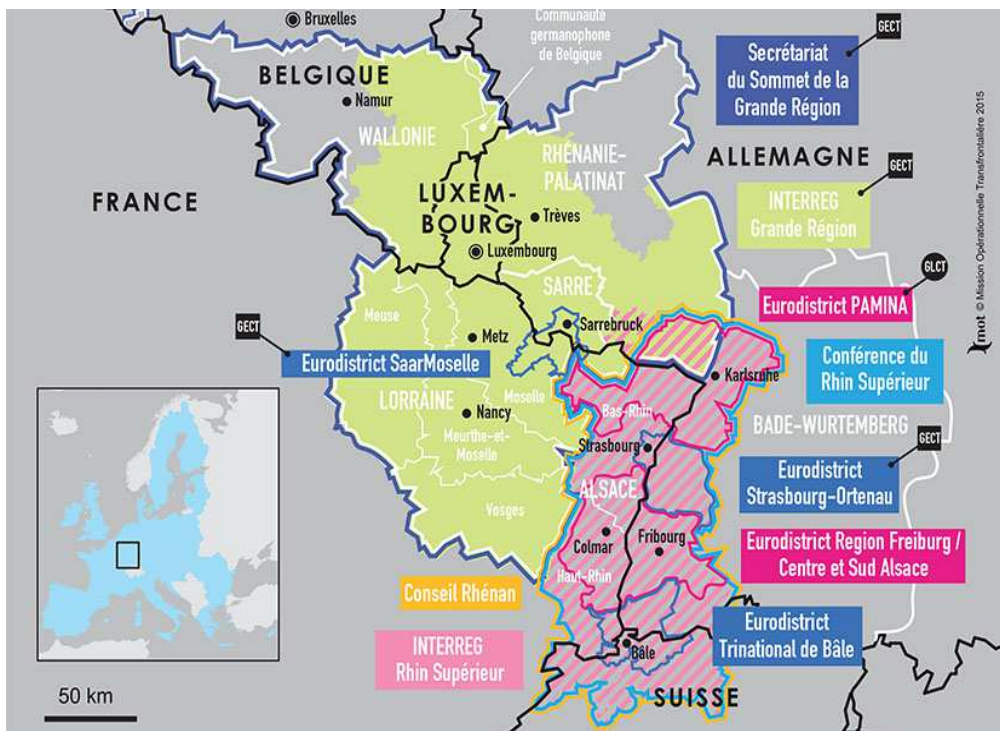 Bruxelles
Communauté
germanophone
de Belgique
GECT
Secrétariat
du Sommet de la
Grande Région
BELGIQUE
Namur
WALLONIE
RHÉNANIE-
PALATINAT
ALLEMAGNE
FRANCE
GECT
INTERREG
Grande Région
LUXEM-
BOURG
Trèves
Luxembourg
SARRE
GLCT
Eurodistrict PAMINA
Meuse
Metz
Sarrebruck
GECT
Eurodistrict SaarMoselle
Karlsruhe
Conférence du
Rhin Supérieur
LORRAINE
Moselle
Nancy
Bas-Rhin
BADE-WURTEMBERG
Meurthe-et-
Moselle
Strasbourg
GECT
Eurodistrict
Strasbourg-Ortenau
ALSACE
Vosges
Colmar
Fribourg
Eurodistrict Region Freiburg /
Centre et Sud Alsace
Haut-Rhin
Conseil Rhénan
INTERREG
Rhin Supérieur
Eurodistrict
Trinational de Bâle
Bâle
SUISSE
50 km
mot © Mission Opérationnelle Transfrontalière 2015